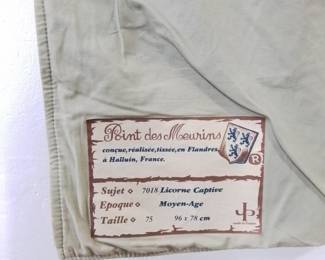 Point des Meurins
conçue, réalisée, tissée, en Flandres
à Halluin, France.
R
Sujet 7018 Licorne Captive
Epoque Moyen-Age
Taille 75 96 x 78 cm